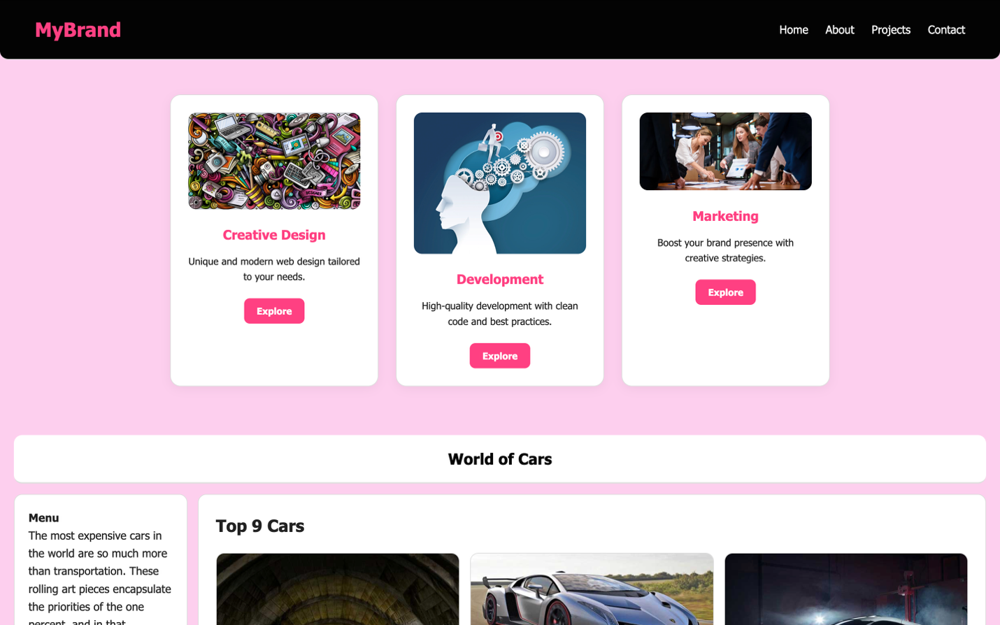 MyBrand
Home
About
Projects
Contact
DESIGNER
Creative Design
Unique and modern web design tailored
to your needs.
Explore
Development
High-quality development with clean
code and best practices.
Explore
Marketing
Boost your brand presence with
creative strategies.
Explore
World of Cars
Menu
The most expensive cars in
the world are so much more
than transportation. These
rolling art pieces encapsulate
the priorities of the one
percent, and in that
Top 9 Cars